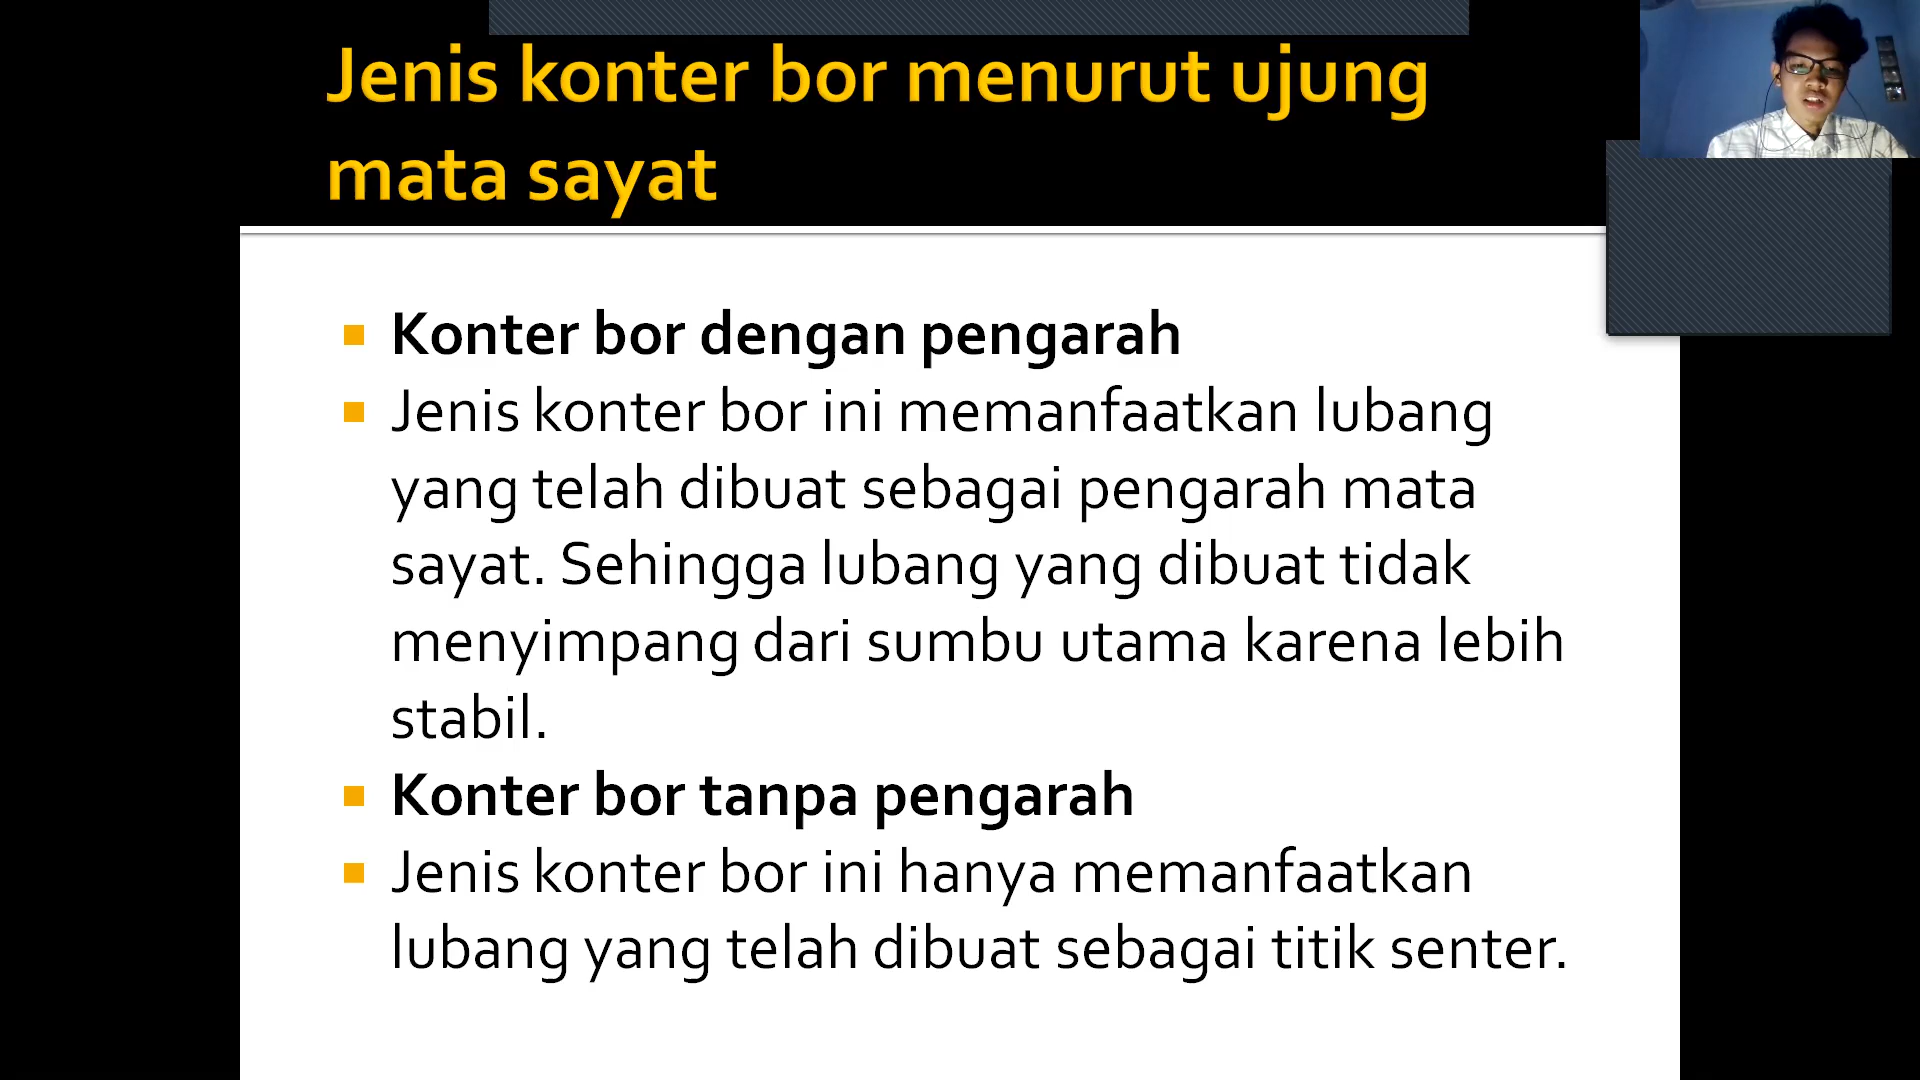 Jenis konter bor menurut ujung
mata sayat
Konter bor dengan pengarah
Jenis konter bor ini memanfaatkan lubang
yang telah dibuat sebagai pengarah mata
sayat. Sehingga lubang yang dibuat tidak
menyimpang dari sumbu utama karena lebih
stabil.
Konter bor tanpa pengarah
Jenis konter bor ini hanya memanfaatkan
lubang yang telah dibuat sebagai titik senter.